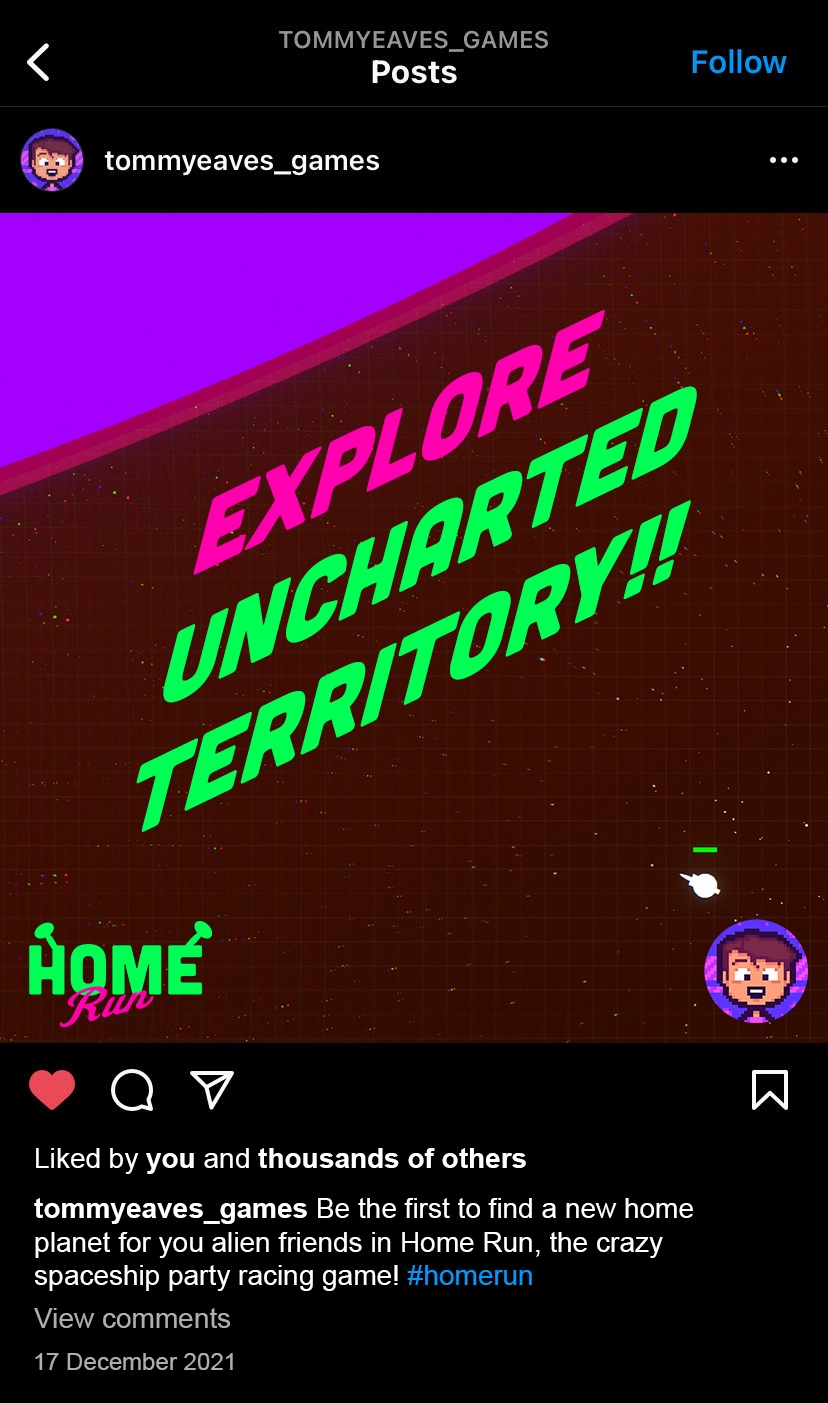 TOMMYEAVES_GAMES
Posts
Follow
tommyeaves_games
EXPLORE
UNCHARTED
TERRITORY!!
HOME
Run
Liked by you and thousands of others
tommyeaves_games Be the first to find a new home
planet for you alien friends in Home Run, the crazy
spaceship party racing game! #homerun
View comments
17 December 2021